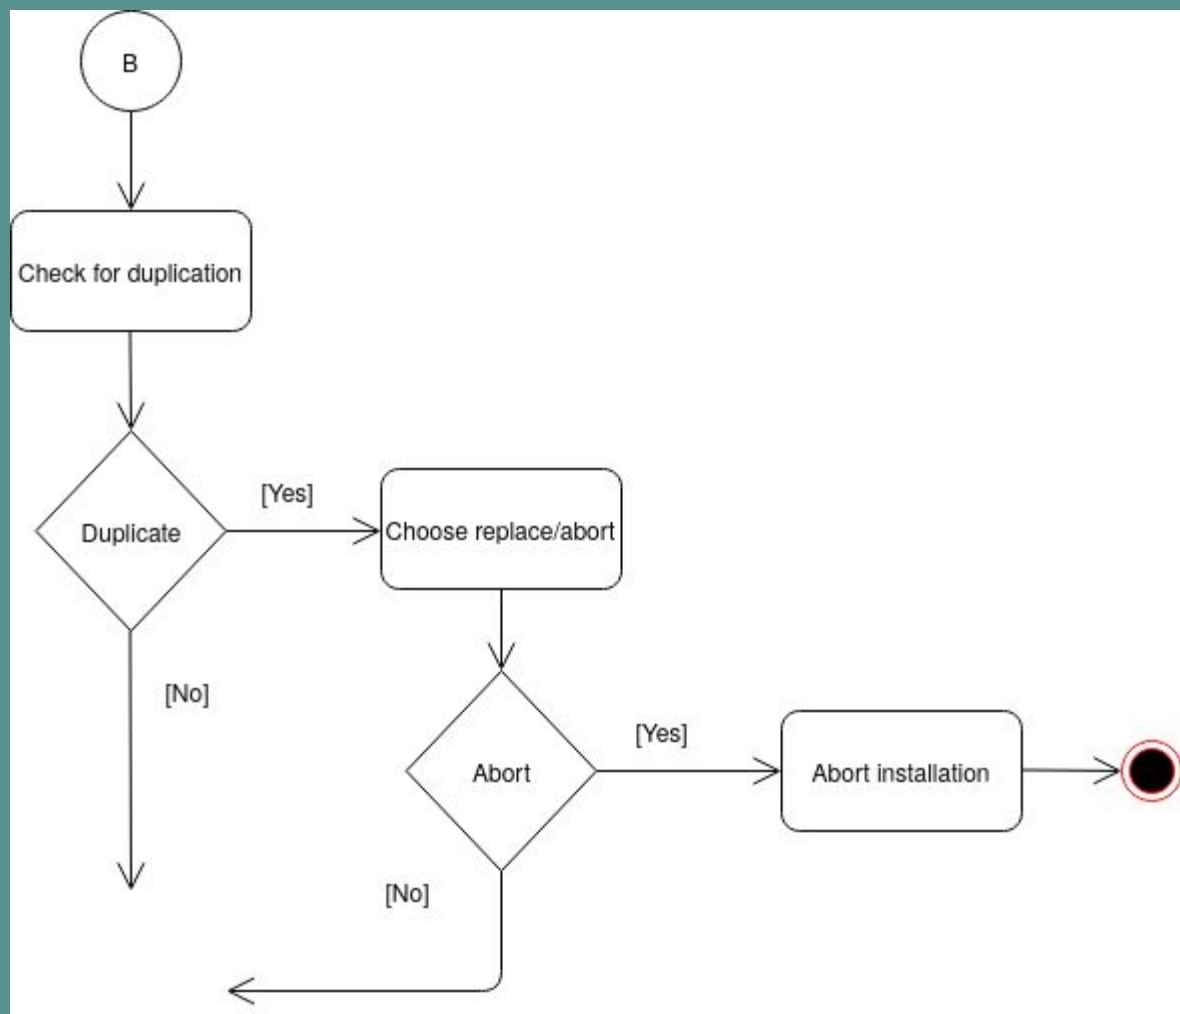 B
Check for duplication
Duplicate
[Yes]
Choose replace/abort
[No]
Abort
[Yes]
Abort installation
[No]